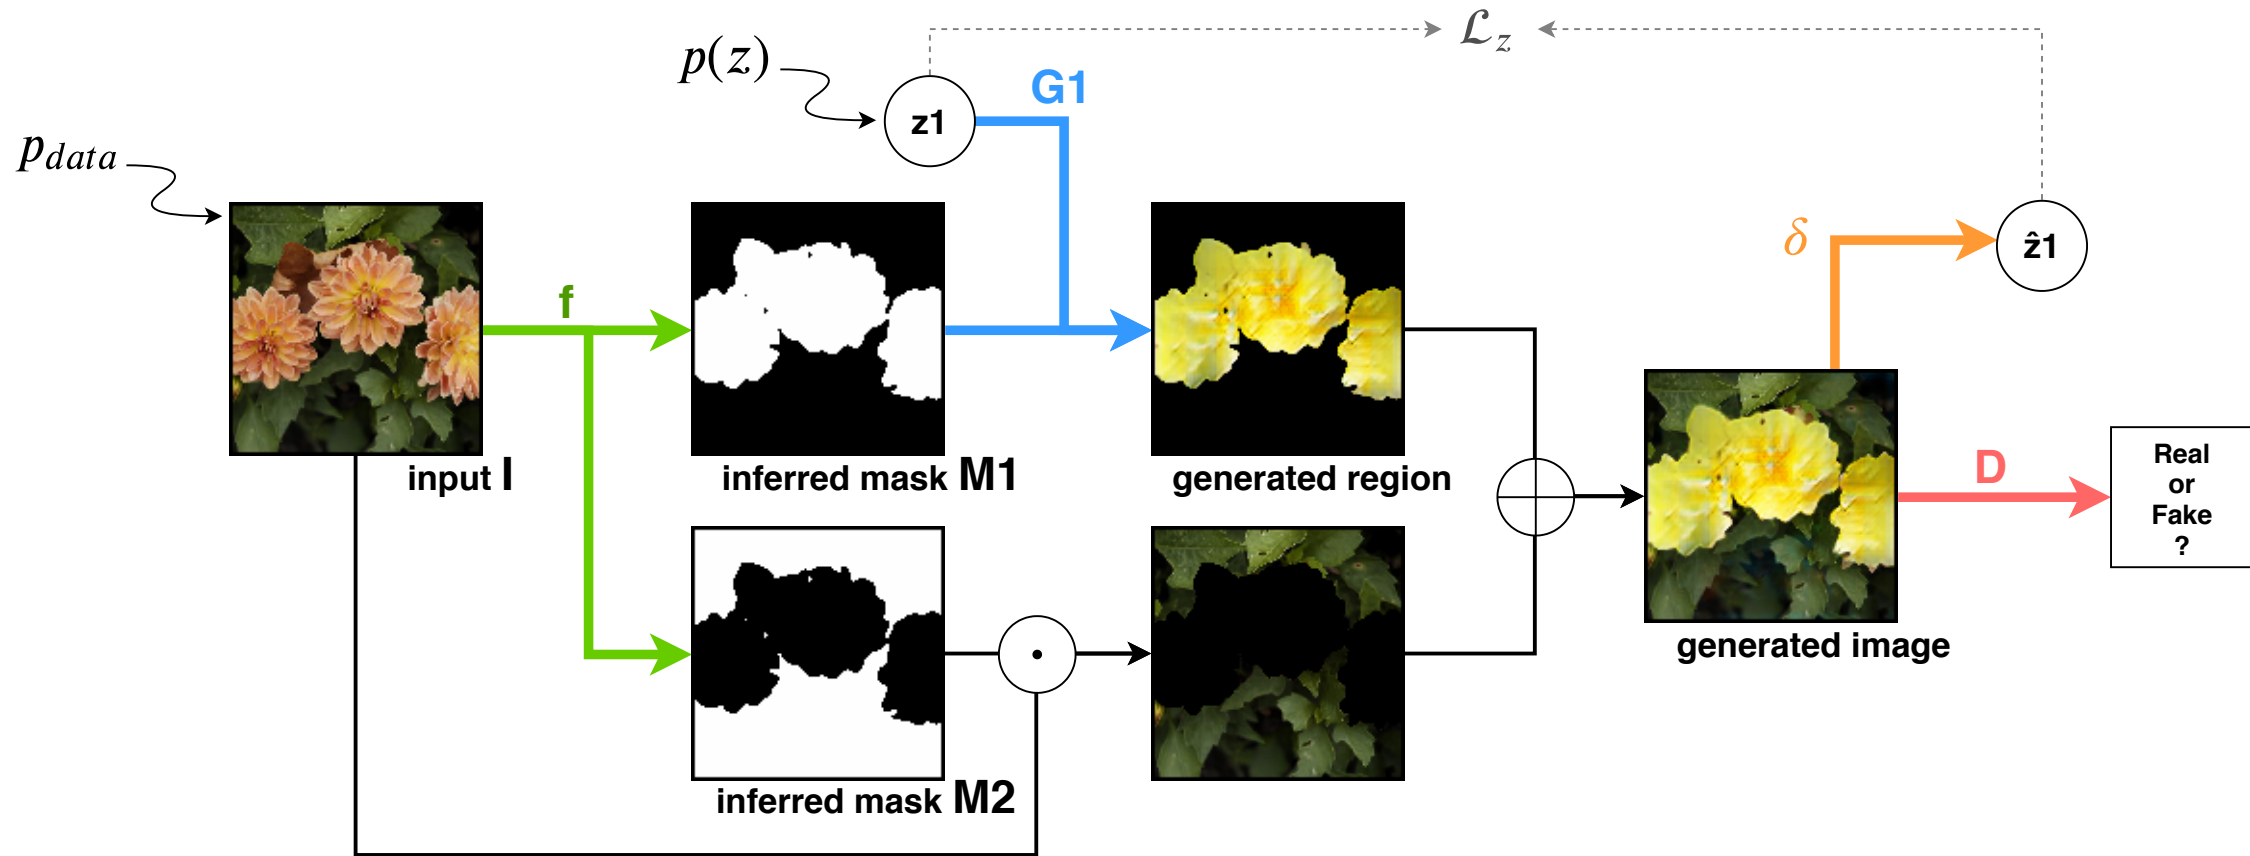 p(z)
z1
G1
ℒz
pdata
f
δ
ẑ1
input I
inferred mask M1
generated region
D
Real
or
Fake
?
generated image
inferred mask M2